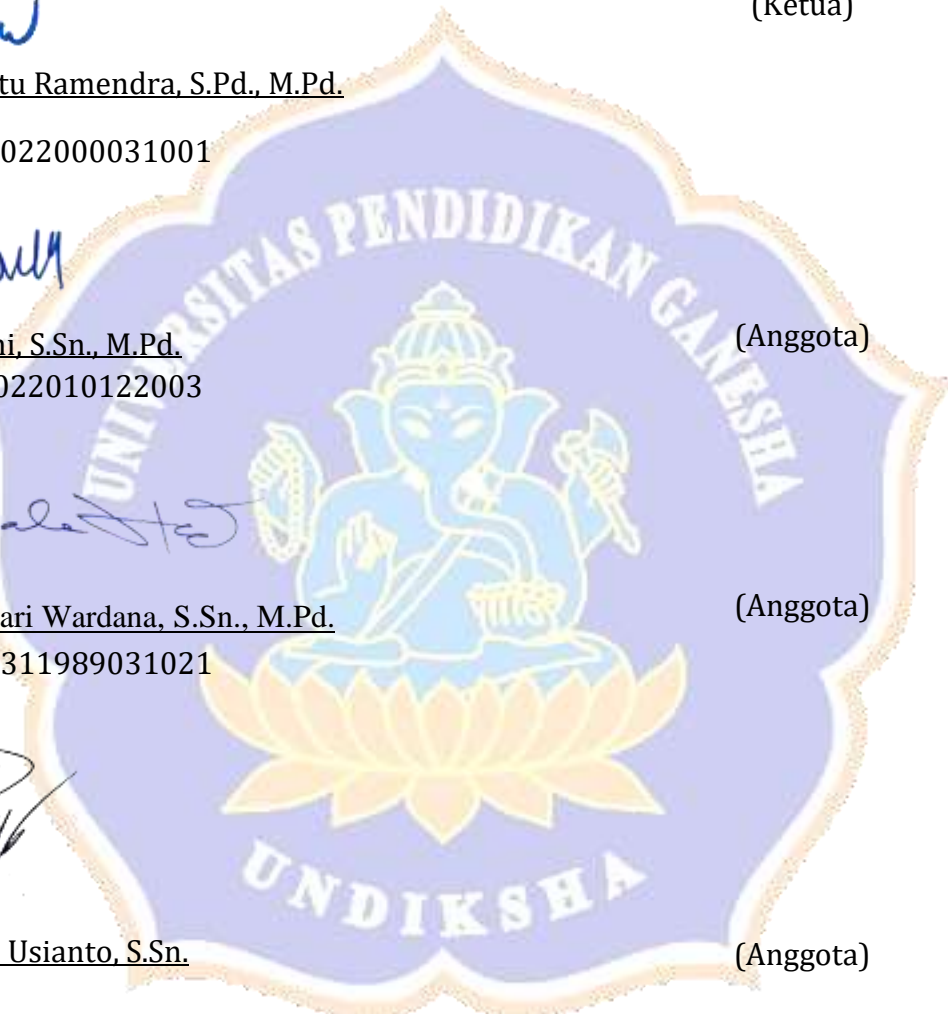 (Ketua)
tu Ramendra, S.Pd., M.Pd.
022000031001
UNIVERSITAS PENDIDIKAN GANESHA
ni, S.Sn., M.Pd.
(Anggota)
022010122003
ari Wardana, S.Sn., M.Pd.
(Anggota)
311989031021
UNDIKSHA
Usianto, S.Sn.
(Anggota)